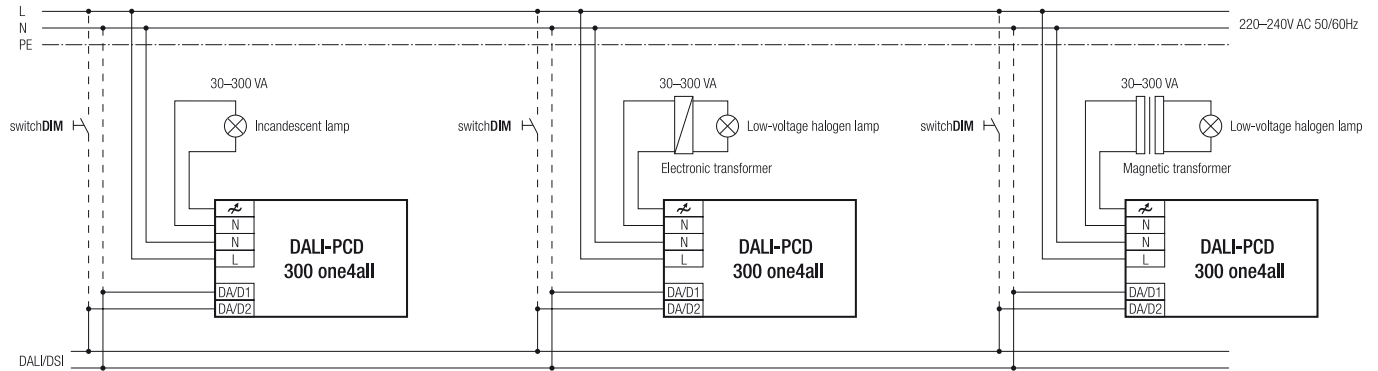 L
N
PE
220–240V AC 50/60Hz
30–300 VA
switchDIM
Incandescent lamp
N
N
L
DA/D1
DA/D2
DALI-PCD
300 one4all
30–300 VA
switchDIM
Low-voltage halogen lamp
Electronic transformer
N
N
L
DA/D1
DA/D2
DALI-PCD
300 one4all
30–300 VA
switchDIM
Low-voltage halogen lamp
Magnetic transformer
N
N
L
DA/D1
DA/D2
DALI-PCD
300 one4all
DALI/DSI